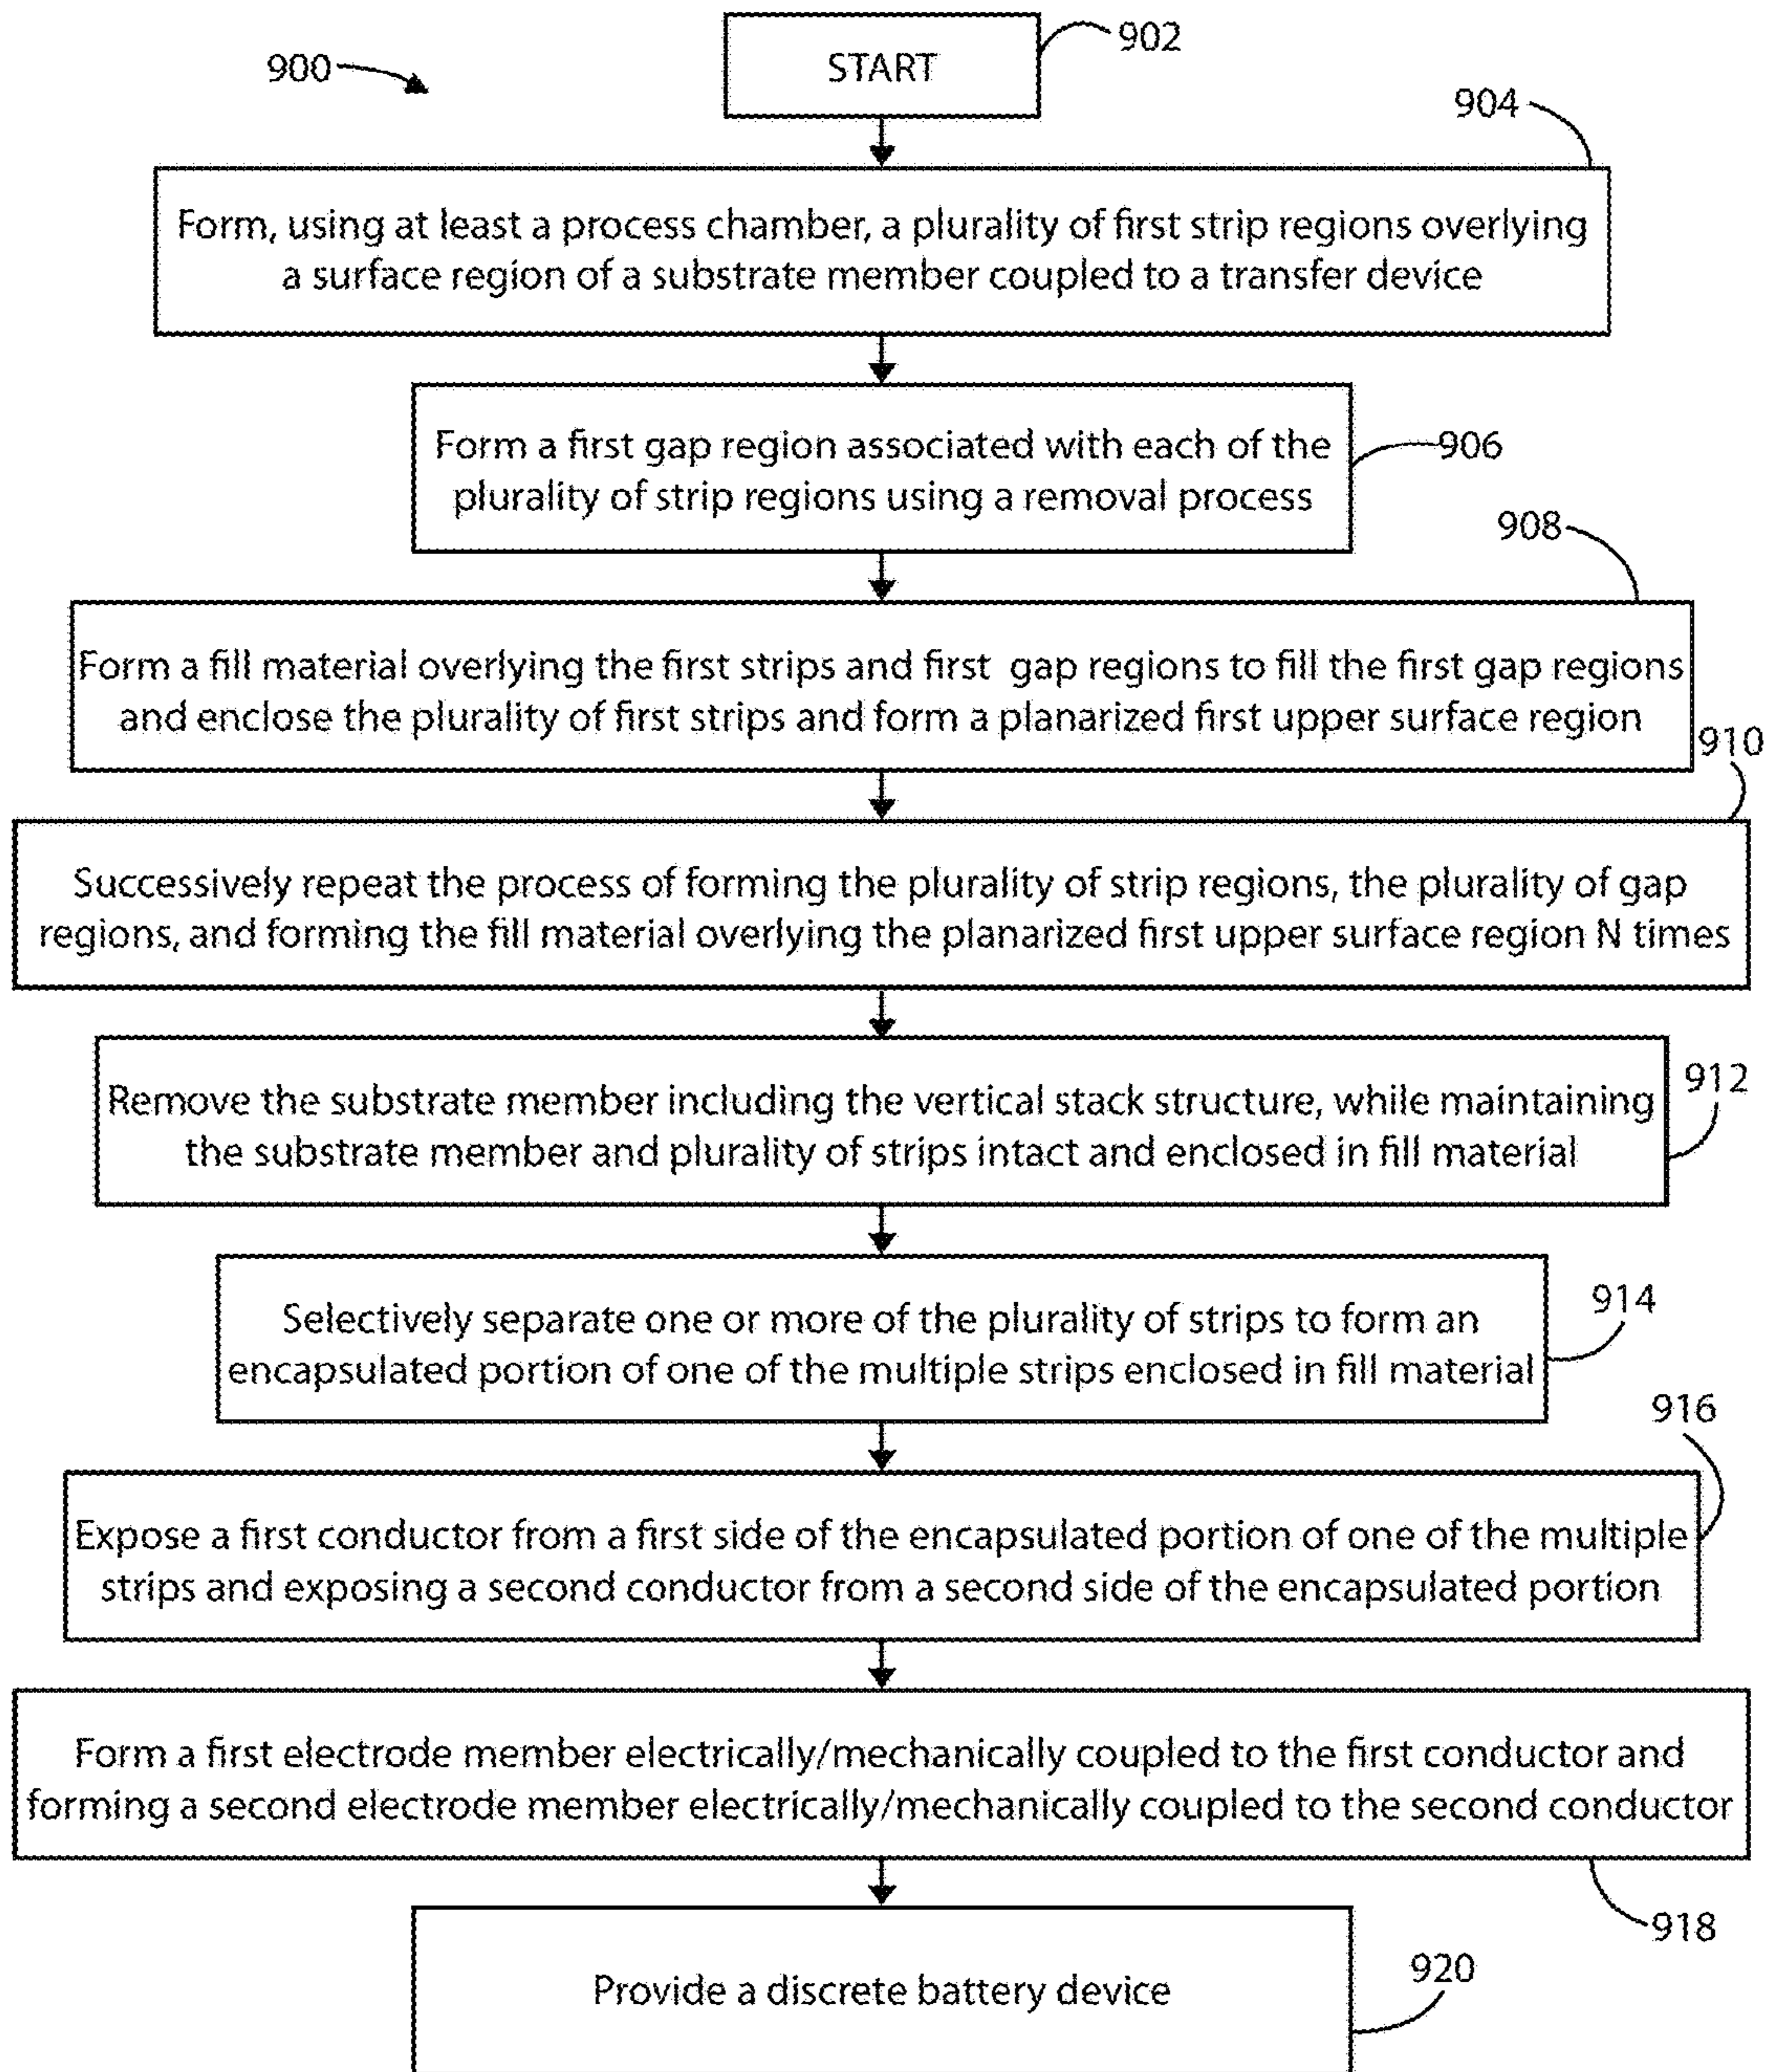 900
START
902
904
Form, using at least a process chamber, a plurality of first strip regions overlying
a surface region of a substrate member coupled to a transfer device
Form a first gap region associated with each of the
plurality of strip regions using a removal process
906
908
Form a fill material overlying the first strips and first gap regions to fill the first gap regions
and enclose the plurality of first strips and form a planarized first upper surface region
910
Successively repeat the process of forming the plurality of strip regions, the plurality of gap
regions, and forming the fill material overlying the planarized first upper surface region N times
Remove the substrate member including the vertical stack structure, while maintaining
the substrate member and plurality of strips intact and enclosed in fill material
912
Selectively separate one or more of the plurality of strips to form an
encapsulated portion of one of the multiple strips enclosed in fill material
914
916
Expose a first conductor from a first side of the encapsulated portion of one of the multiple
strips and exposing a second conductor from a second side of the encapsulated portion
Form a first electrode member electrically/mechanically coupled to the first conductor and
forming a second electrode member electrically/mechanically coupled to the second conductor
918
Provide a discrete battery device
920